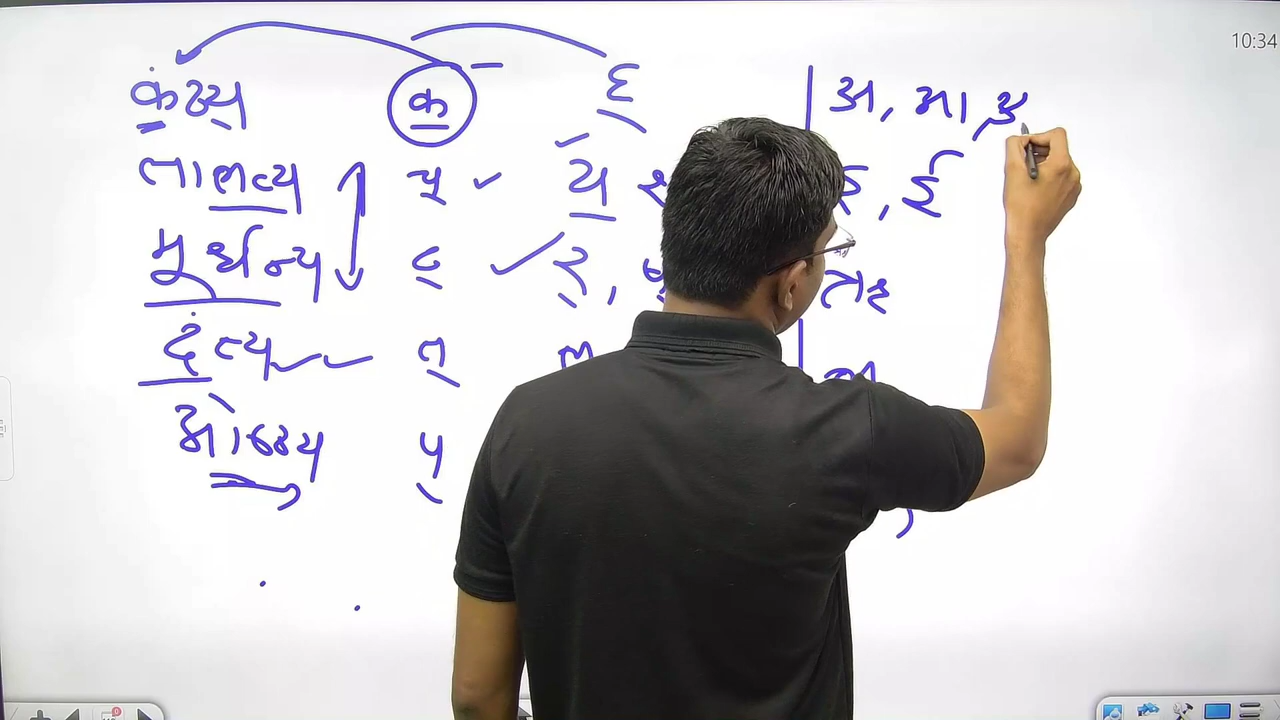 10:34
કંઠ્ય ક હ અ, આ,
તાલવ્ય ચ ય ઈ
મૂર્ધન્ય ટ ર,
દંત્ય ત લ
ઓષ્ઠ્ય પ